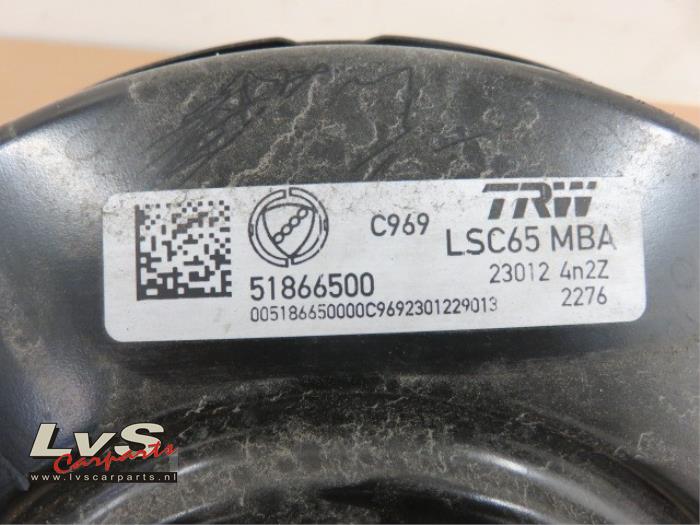 C969
TRW
LSC65 MBA
51866500
23012 4n2Z
005186650000C9692301229013
2276
LvS
Carparts
www.lvscarparts.nl